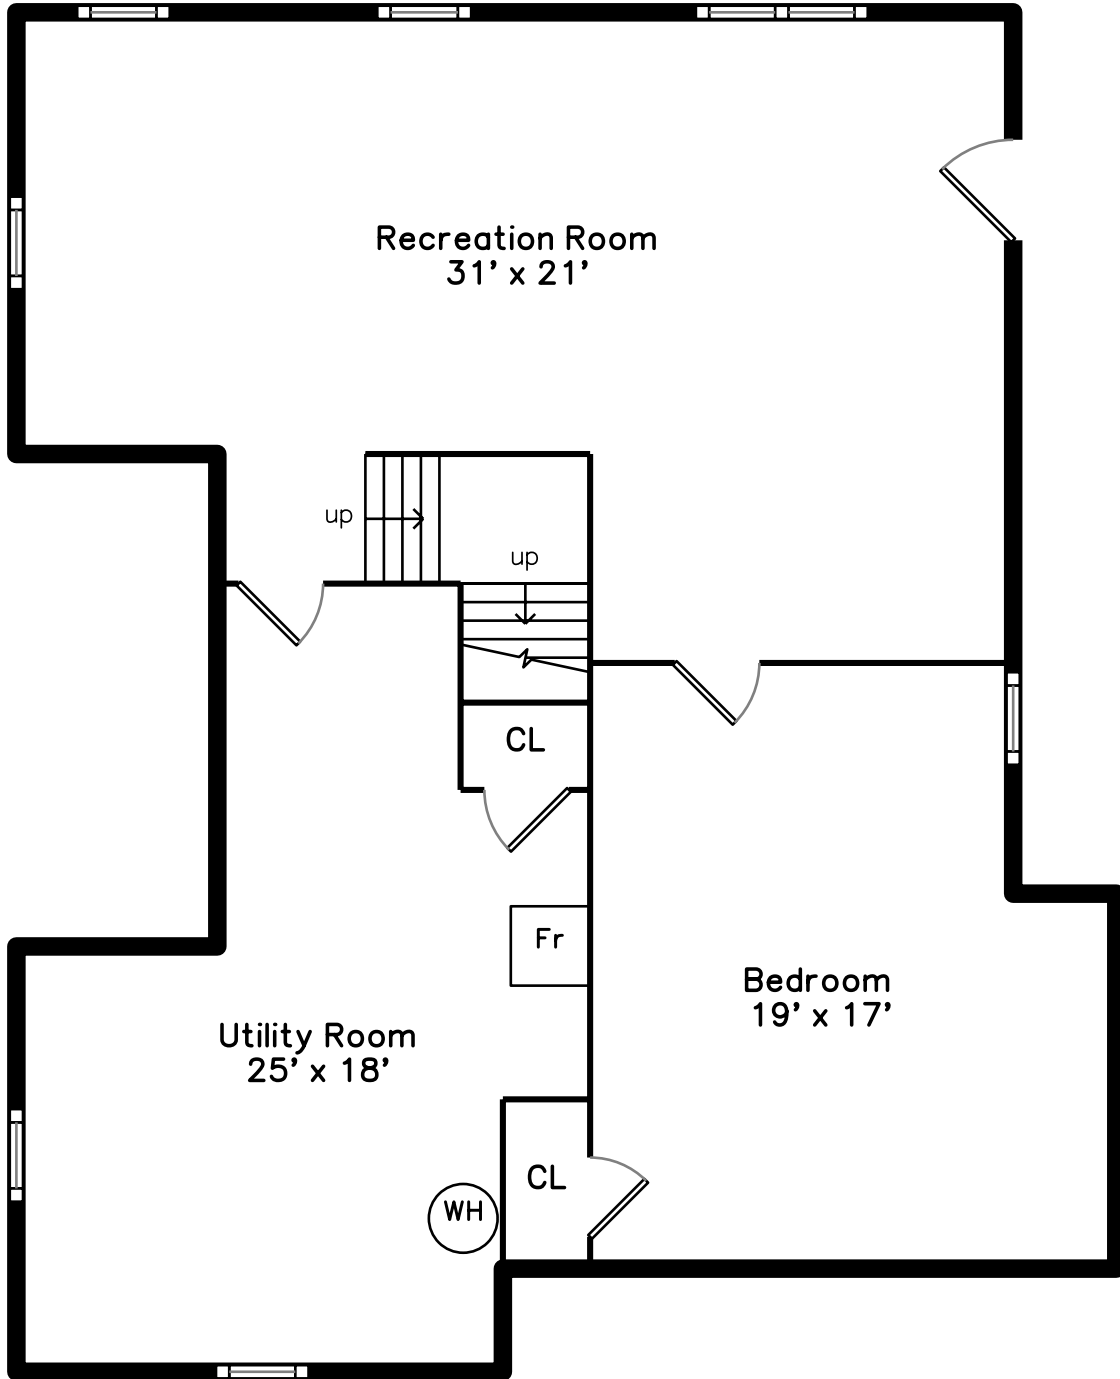 Recreation Room
31' x 21'
up
up
CL
Fr
Bedroom
19' x 17'
Utility Room
25' x 18'
CL
WH